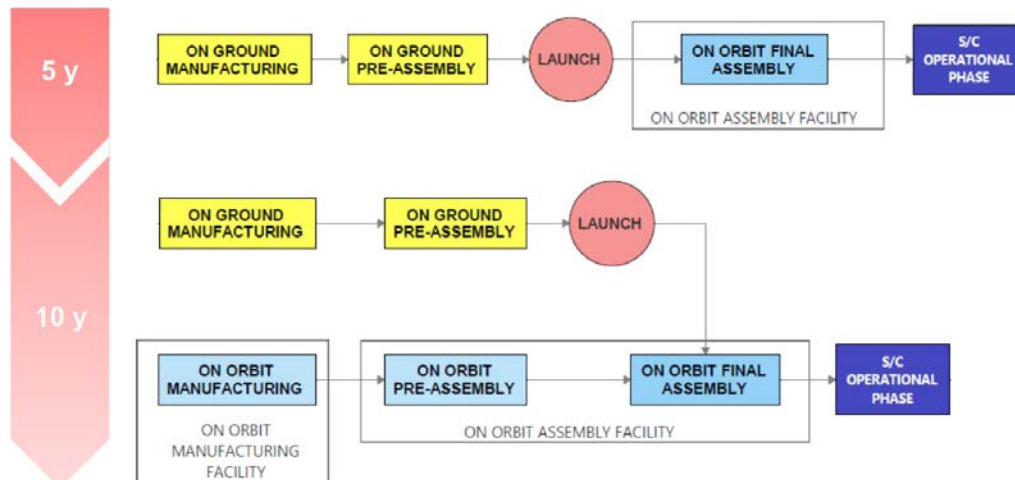 5 y
ON GROUND
MANUFACTURING
ON GROUND
PRE-ASSEMBLY
LAUNCH
ON ORBIT FINAL
ASSEMBLY
ON ORBIT ASSEMBLY FACILITY
S/C
OPERATIONAL
PHASE
10 y
ON GROUND
MANUFACTURING
ON GROUND
PRE-ASSEMBLY
LAUNCH
ON ORBIT
MANUFACTURING
ON ORBIT
MANUFACTURING
FACILITY
ON ORBIT
PRE-ASSEMBLY
ON ORBIT FINAL
ASSEMBLY
ON ORBIT ASSEMBLY FACILITY
S/C
OPERATIONAL
PHASE